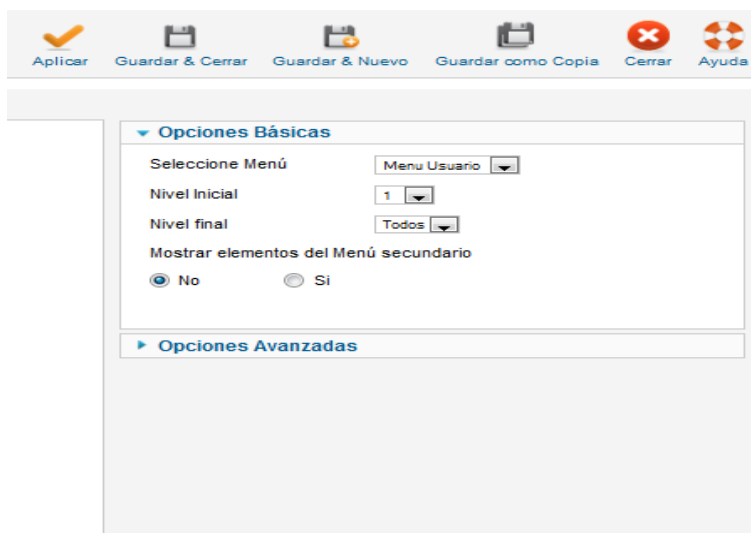 Aplicar Guardar & Cerrar Guardar & Nuevo Guardar como Copia Cerrar Ayuda
Opciones Básicas
Seleccione Menú Menu Usuario
Nivel Inicial 1
Nivel final Todos
Mostrar elementos del Menú secundario
No Si
Opciones Avanzadas